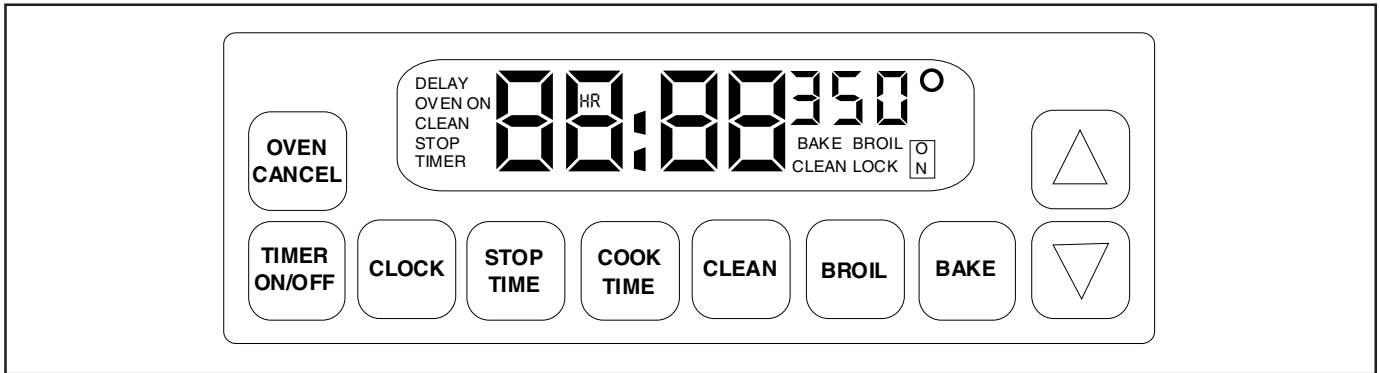 DELAY
OVEN ON
CLEAN
STOP
TIMER
88:88
HR
350°
BAKE BROIL
CLEAN LOCK
ON
OVEN
CANCEL
TIMER
ON/OFF
CLOCK
STOP
TIME
COOK
TIME
CLEAN
BROIL
BAKE